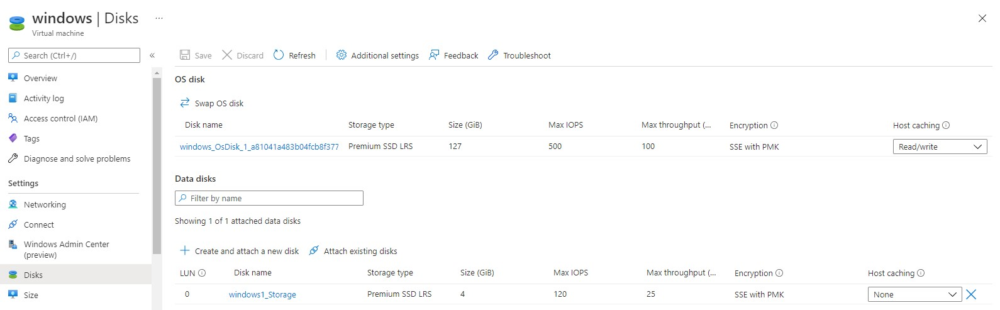 windows | Disks ...
Virtual machine
Search (Ctrl+/) «
Overview
Activity log
Access control (IAM)
Tags
Diagnose and solve problems
Settings
Networking
Connect
Windows Admin Center
(preview)
Disks
Size
Save Discard Refresh Additional settings Feedback Troubleshoot
OS disk
Swap OS disk
Disk name Storage type Size (GiB) Max IOPS Max throughput (... Encryption Host caching
windows_OsDisk_1_a81041a483b04fcb8f377 Premium SSD LRS 127 500 100 SSE with PMK Read/write
Data disks
Filter by name
Showing 1 of 1 attached data disks
Create and attach a new disk Attach existing disks
LUN Disk name Storage type Size (GiB) Max IOPS Max throughput (... Encryption Host caching
0 windows1_Storage Premium SSD LRS 4 120 25 SSE with PMK None